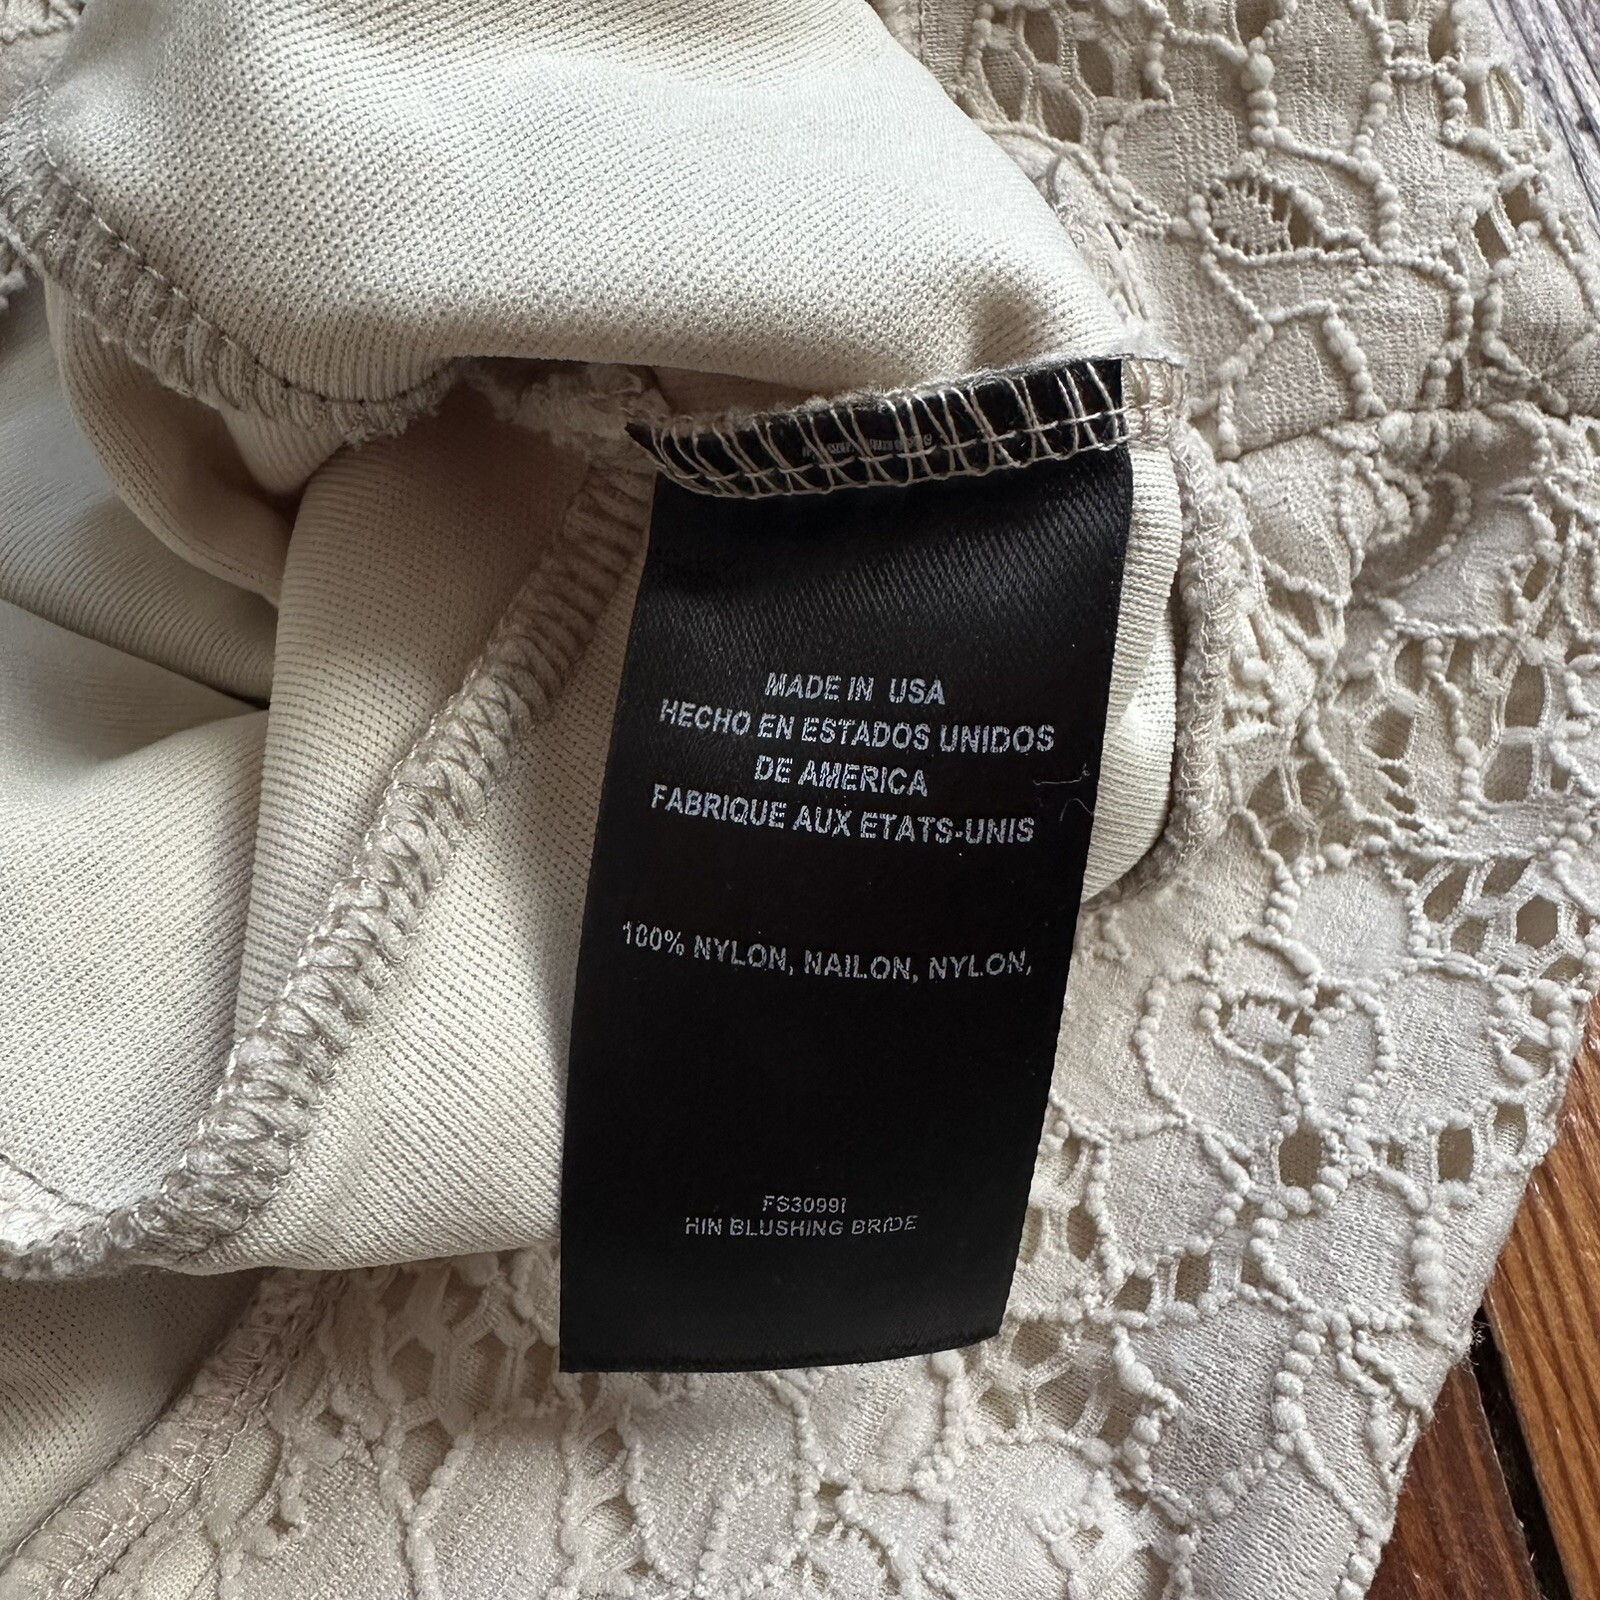 MADE IN USA
HECHO EN ESTADOS UNIDOS
DE AMERICA
FABRIQUE AUX ETATS-UNIS
100% NYLON, NAILON, NYLON,
FS3099I
HIN BLUSHING BRIDE